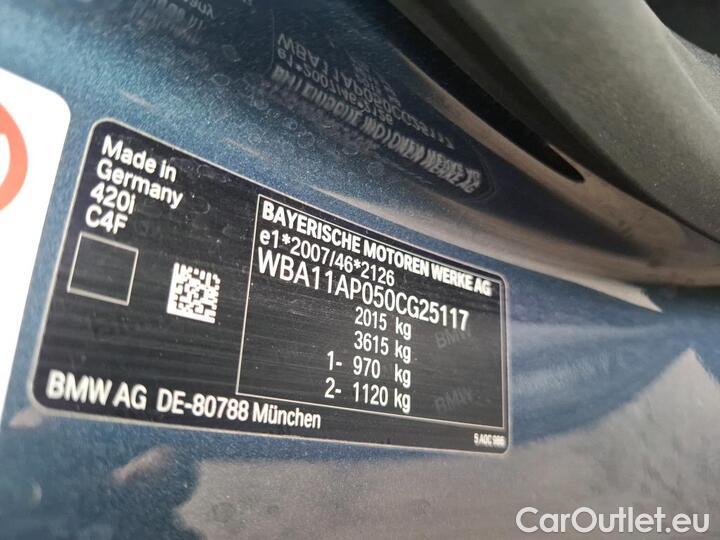 Made in
Germany
420i
C4F
BAYERISCHE MOTOREN WERKE AG
e1*2007/46*2126
WBA11AP050CG25117
2015 kg
3615 kg
1- 970 kg
2- 1120 kg
BMW AG DE-80788 München
5 A0C 986
CarOutlet.eu